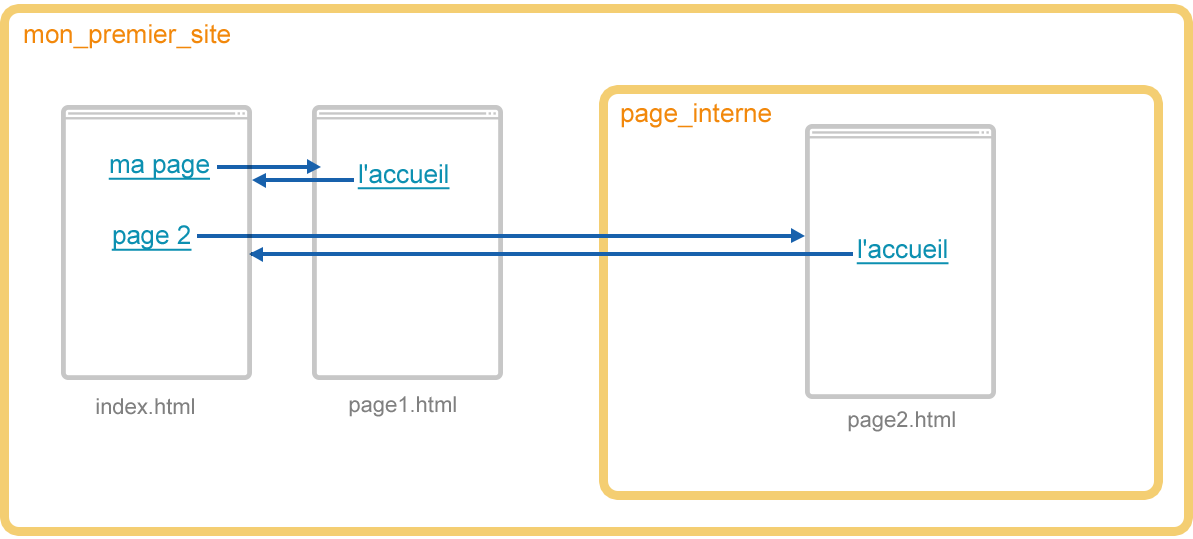 mon_premier_site
page_interne
ma page
l'accueil
page 2
l'accueil
index.html
page1.html
page2.html